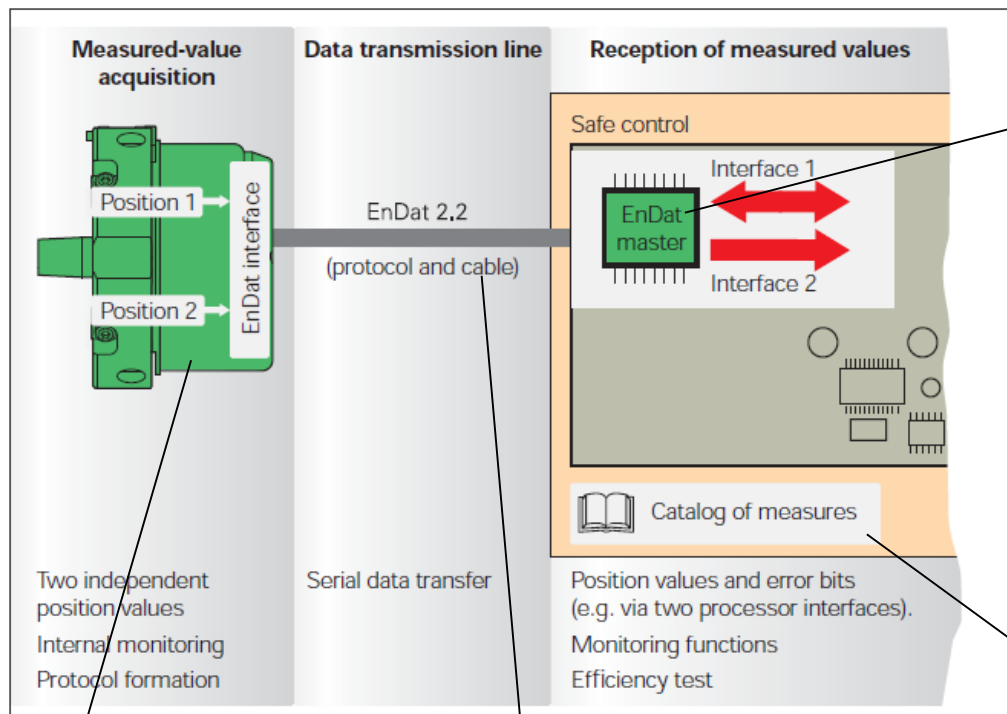 Measured-value
acquisition
Data transmission line
Reception of measured values
Safe control
Position 1
Position 2
EnDat interface
EnDat 2.2
(protocol and cable)
EnDat
master
Interface 1
Interface 2
Catalog of measures
Two independent
position values
Internal monitoring
Protocol formation
Serial data transfer
Position values and error bits
(e.g. via two processor interfaces).
Monitoring functions
Efficiency test